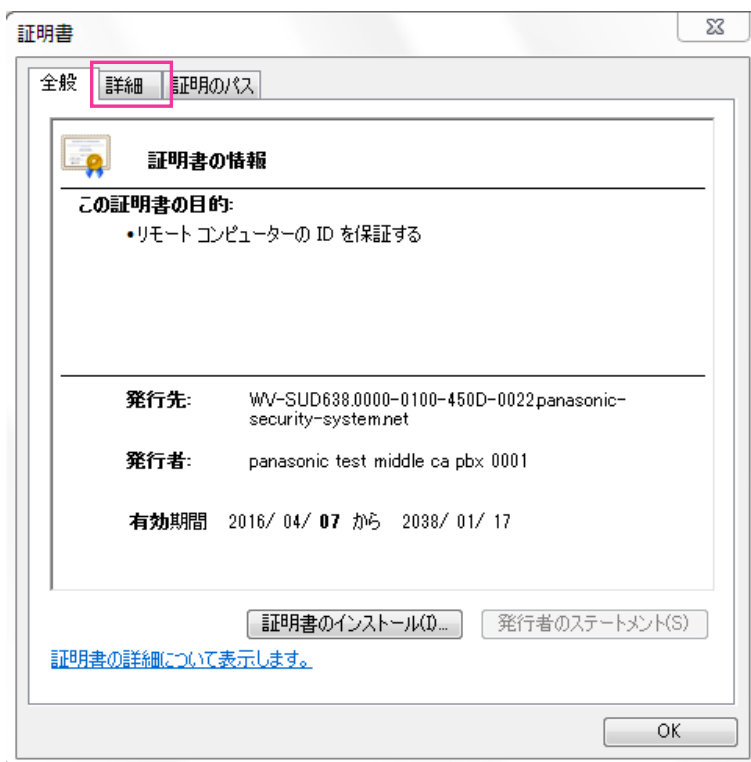 証明書
全般 詳細 証明のパス
証明書の情報
この証明書の目的:
•リモート コンピューターの ID を保証する
発行先: WV-SUD638.0000-0100-450D-0022.panasonic-
security-system.net
発行者: panasonic test middle ca pbx 0001
有効期間 2016/ 04/ 07 から 2038/ 01/ 17
証明書のインストール(I)... 発行者のステートメント(S)
証明書の詳細について表示します。
OK